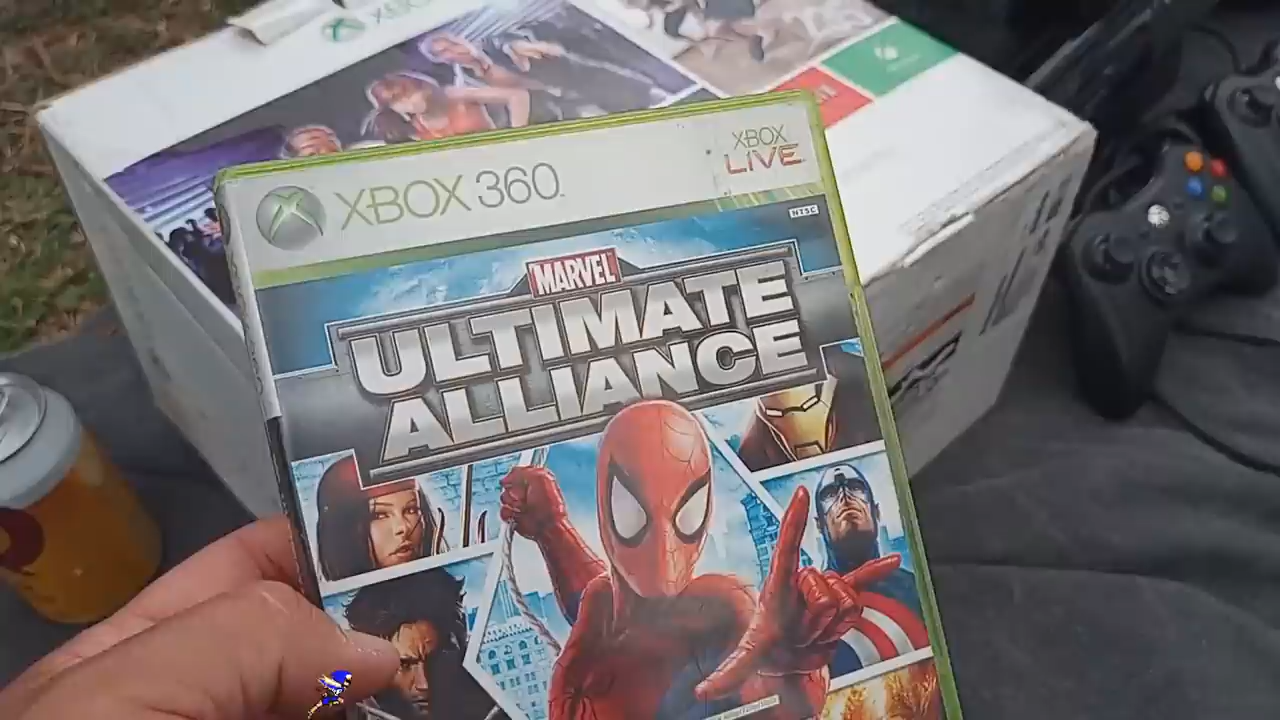 XBOX 360
XBOX
LIVE
NTSC
MARVEL
ULTIMATE
ALLIANCE